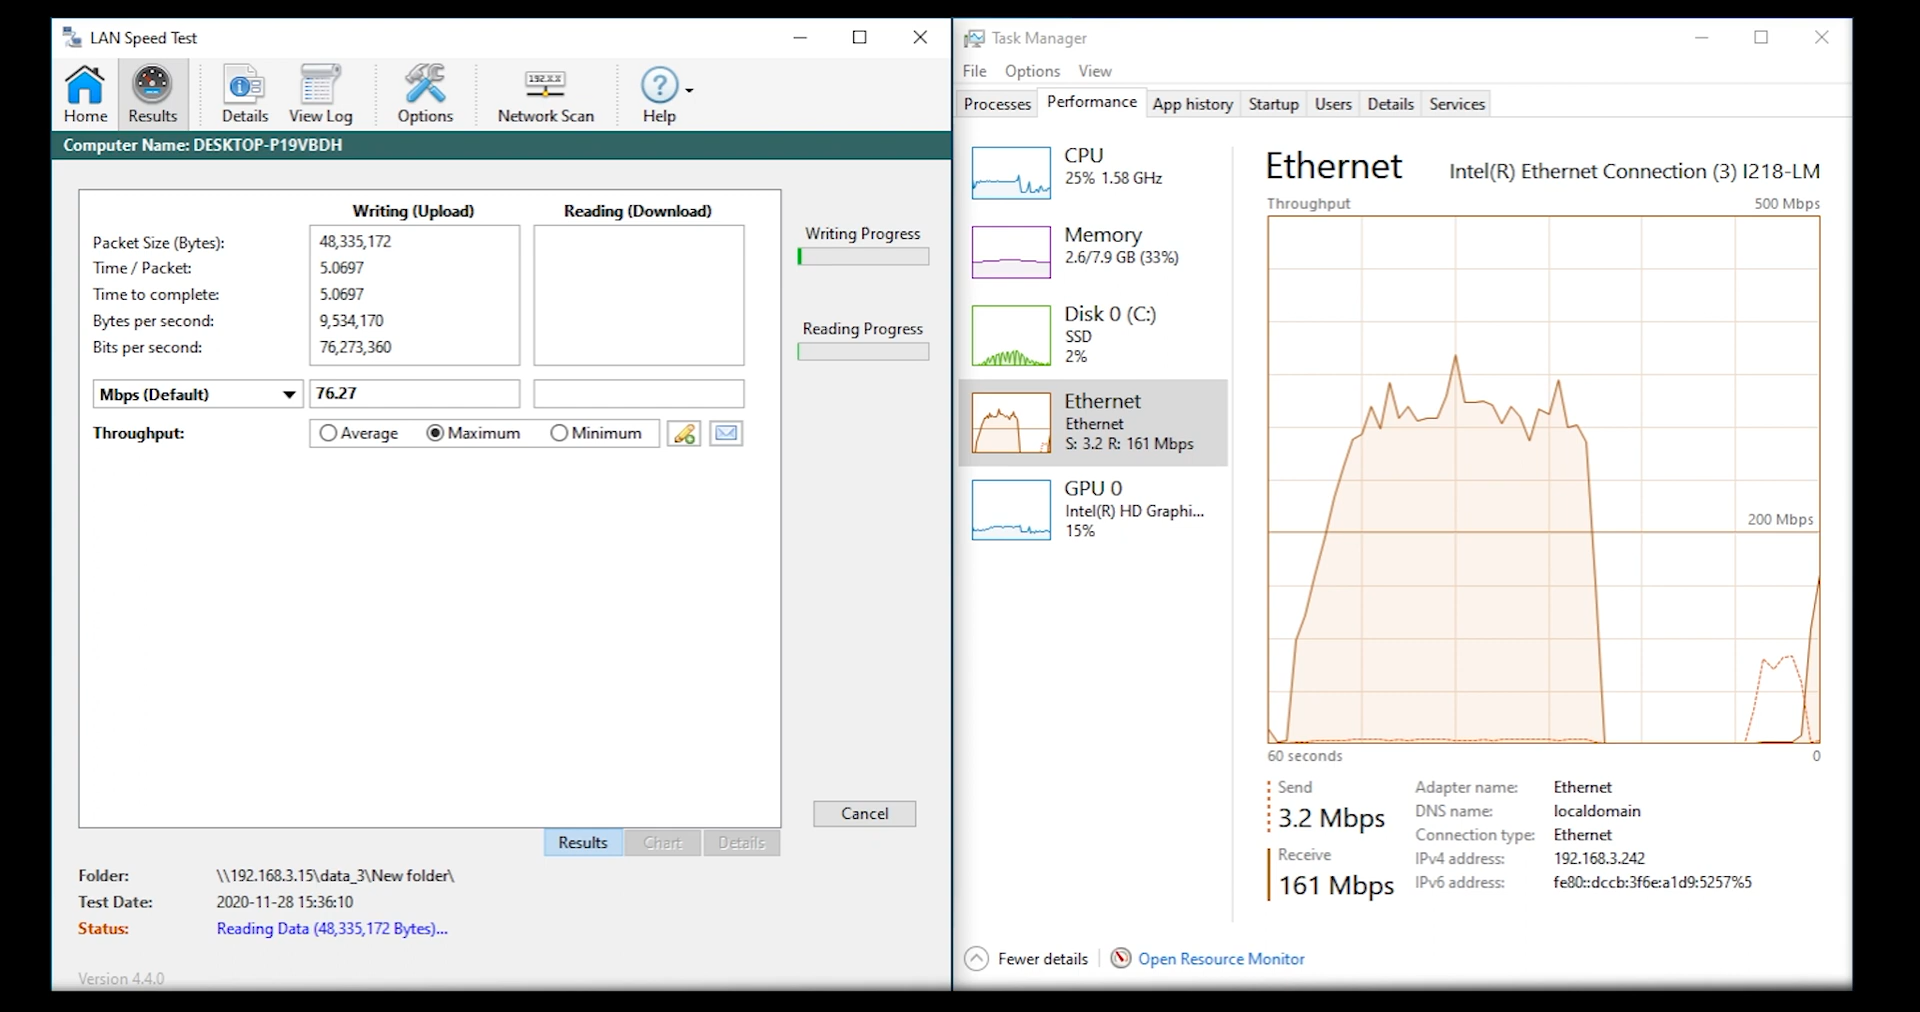 LAN Speed Test
Home
Results
Details
View Log
Options
192.X.X
Network Scan
?
Help
Computer Name: DESKTOP-P19VBDH
Writing (Upload)
Reading (Download)
Packet Size (Bytes): 48,335,172
Time / Packet: 5.0697
Time to complete: 5.0697
Bytes per second: 9,534,170
Bits per second: 76,273,360
Mbps (Default) 76.27
Throughput: Average Maximum Minimum
Writing Progress
Reading Progress
Cancel
Results Chart Details
Folder: \\192.168.3.15\data_3\New folder\
Test Date: 2020-11-28 15:36:10
Status: Reading Data (48,335,172 Bytes)...
Version 4.4.0
Task Manager
File Options View
Processes Performance App history Startup Users Details Services
CPU
25% 1.58 GHz
Memory
2.6/7.9 GB (33%)
Disk 0 (C:)
SSD
2%
Ethernet
Ethernet
S: 3.2 R: 161 Mbps
GPU 0
Intel(R) HD Graphi...
15%
Ethernet Intel(R) Ethernet Connection (3) I218-LM
Throughput 500 Mbps
200 Mbps
60 seconds 0
Send
3.2 Mbps
Receive
161 Mbps
Adapter name: Ethernet
DNS name: localdomain
Connection type: Ethernet
IPv4 address: 192.168.3.242
IPv6 address: fe80::dccb:3f6e:a1d9:5257%5
Fewer details Open Resource Monitor